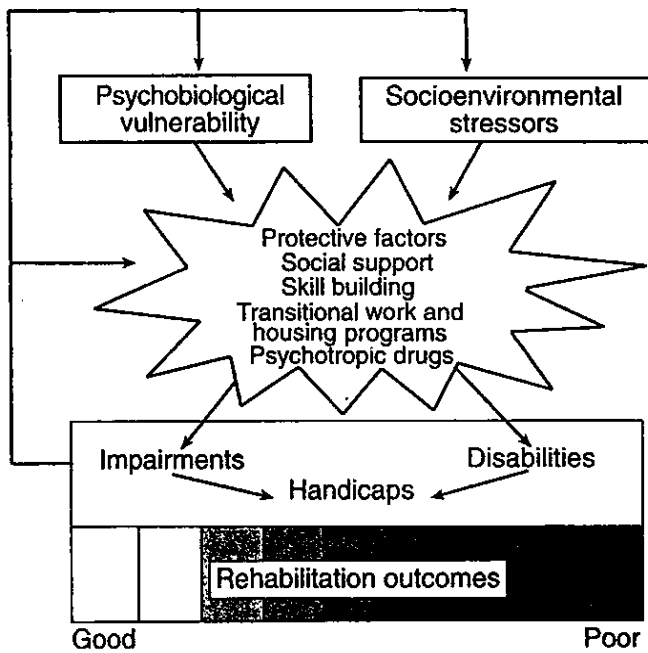 Psychobiological
vulnerability
Socioenvironmental
stressors
Protective factors
Social support
Skill building
Transitional work and
housing programs
Psychotropic drugs
Impairments
Disabilities
Handicaps
Rehabilitation outcomes
Good
Poor